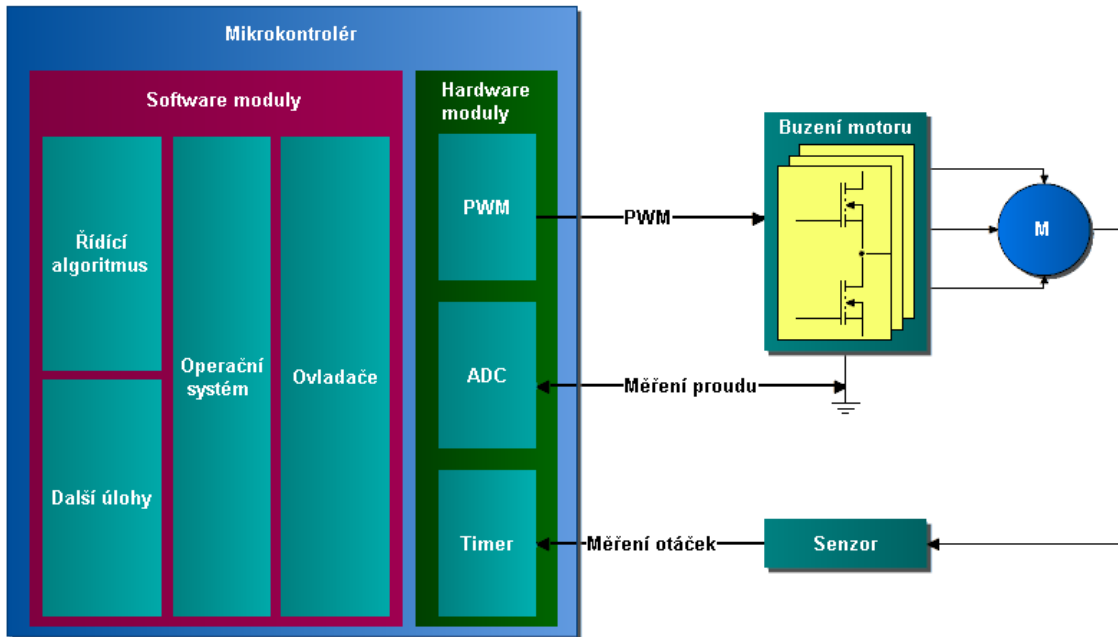 Mikrokontrolér
Software moduly
Řídící
algoritmus
Další úlohy
Operační
systém
Ovladače
Hardware
moduly
PWM
ADC
Timer
PWM
Měření proudu
Měření otáček
Buzení motoru
M
Senzor